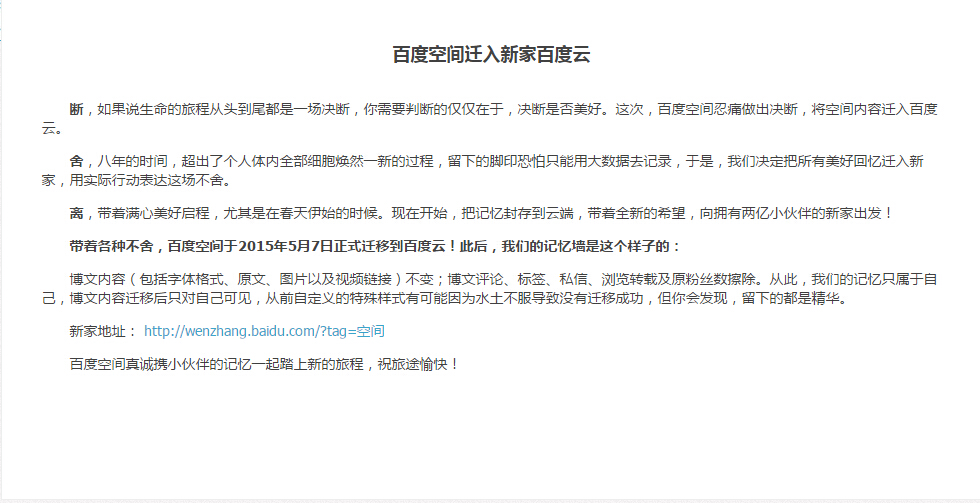 百度空间迁入新家百度云
断，如果说生命的旅程从头到尾都是一场决断，你需要判断的仅仅在于，决断是否美好。这次，百度空间忍痛做出决断，将空间内容迁入百度
云。
舍，八年的时间，超出了个人体内全部细胞焕然一新的过程，留下的脚印恐怕只能用大数据去记录，于是，我们决定把所有美好回忆迁入新
家，用实际行动表达这场不舍。
离，带着满心美好启程，尤其是在春天伊始的时候。现在开始，把记忆封存到云端，带着全新的希望，向拥有两亿小伙伴的新家出发！
带着各种不舍，百度空间于2015年5月7日正式迁移到百度云！此后，我们的记忆墙是这个样子的：
博文内容（包括字体格式、原文、图片以及视频链接）不变；博文评论、标签、私信、浏览转载及原粉丝数擦除。从此，我们的记忆只属于自
己，博文内容迁移后只对自己可见，从前自定义的特殊样式有可能因为水土不服导致没有迁移成功，但你会发现，留下的都是精华。
新家地址： http://wenzhang.baidu.com/?tag=空间
百度空间真诚携小伙伴的记忆一起踏上新的旅程，祝旅途愉快！